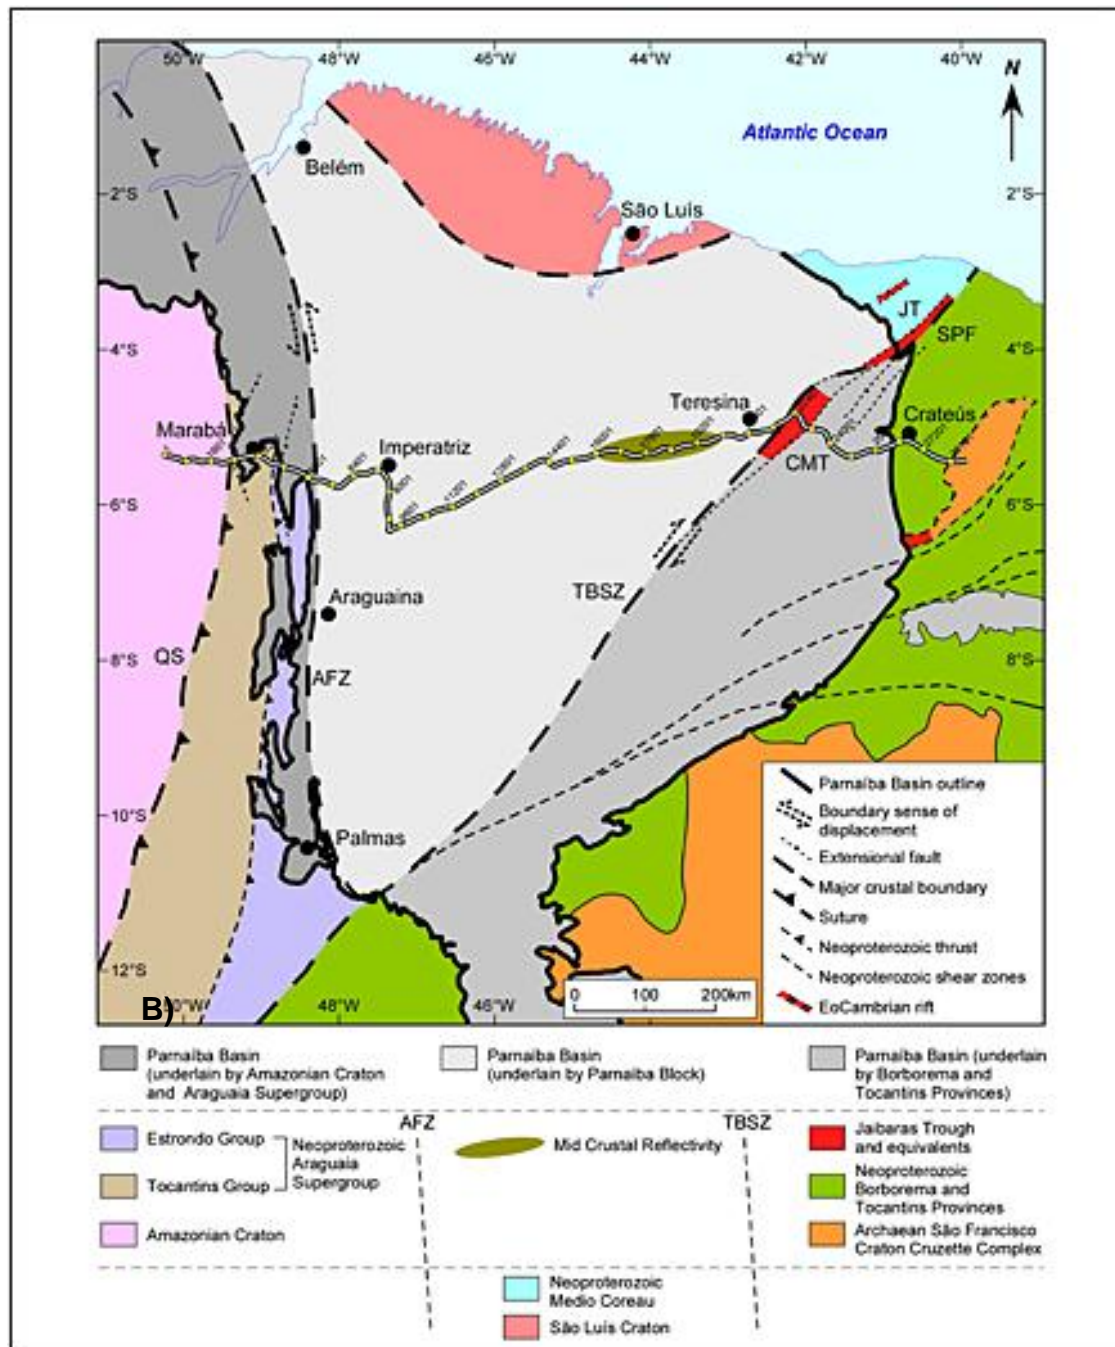 50°W 48°W 46°W 44°W 42°W 40°W
N
Atlantic Ocean
Belém
2°S 2°S
São Luís
JT
SPF
4°S 4°S
Teresina
Marabá
Crateús
Imperatriz
CMT
6°S 6°S
TBSZ
Araguaina
QS
8°S 8°S
AFZ
Parnaíba Basin outline
Boundary sense of
displacement
10°S
Palmas
Extensional fault
Major crustal boundary
Suture
Neoproterozoic thrust
12°S
Neoproterozoic shear zones
0 100 200km
EoCambrian rift
B)
50°W 48°W 46°W
Parnaíba Basin
(underlain by Amazonian Craton
and Araguaia Supergroup)
Parnaíba Basin
(underlain by Parnaíba Block)
Parnaíba Basin (underlain
by Borborema and
Tocantins Provinces)
AFZ TBSZ
Estrondo Group
Tocantins Group
Neoproterozoic
Araguaia
Supergroup
Amazonian Craton
Mid Crustal Reflectivity
Jaibaras Trough
and equivalents
Neoproterozoic
Borborema and
Tocantins Provinces
Archaean São Francisco
Craton Cruzette Complex
Neoproterozoic
Medio Coreau
São Luís Craton